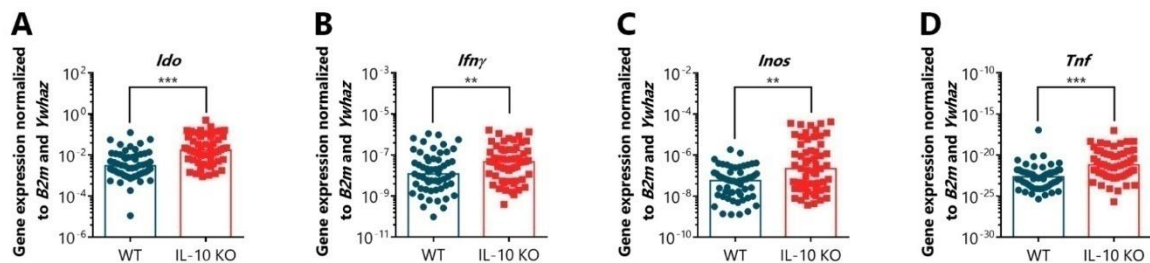 A
Gene expression normalized
to B2m and Ywhaz
Ido
***
10²
10⁰
10⁻²
10⁻⁴
10⁻⁶
WT
IL-10 KO
B
Gene expression normalized
to B2m and Ywhaz
Ifnγ
**
10⁻³
10⁻⁵
10⁻⁷
10⁻⁹
10⁻¹¹
WT
IL-10 KO
C
Gene expression normalized
to B2m and Ywhaz
Inos
**
10⁻²
10⁻⁴
10⁻⁶
10⁻⁸
10⁻¹⁰
WT
IL-10 KO
D
Gene expression normalized
to B2m and Ywhaz
Tnf
***
10⁻¹⁰
10⁻¹⁵
10⁻²⁰
10⁻²⁵
10⁻³⁰
WT
IL-10 KO